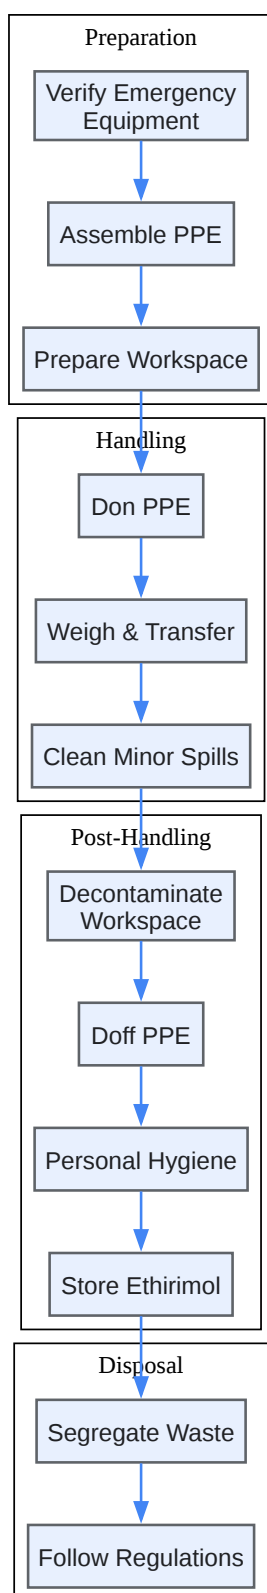 Preparation
Verify Emergency
Equipment
Assemble PPE
Prepare Workspace
Handling
Don PPE
Weigh & Transfer
Clean Minor Spills
Post-Handling
Decontaminate
Workspace
Doff PPE
Personal Hygiene
Store Ethirimol
Disposal
Segregate Waste
Follow Regulations